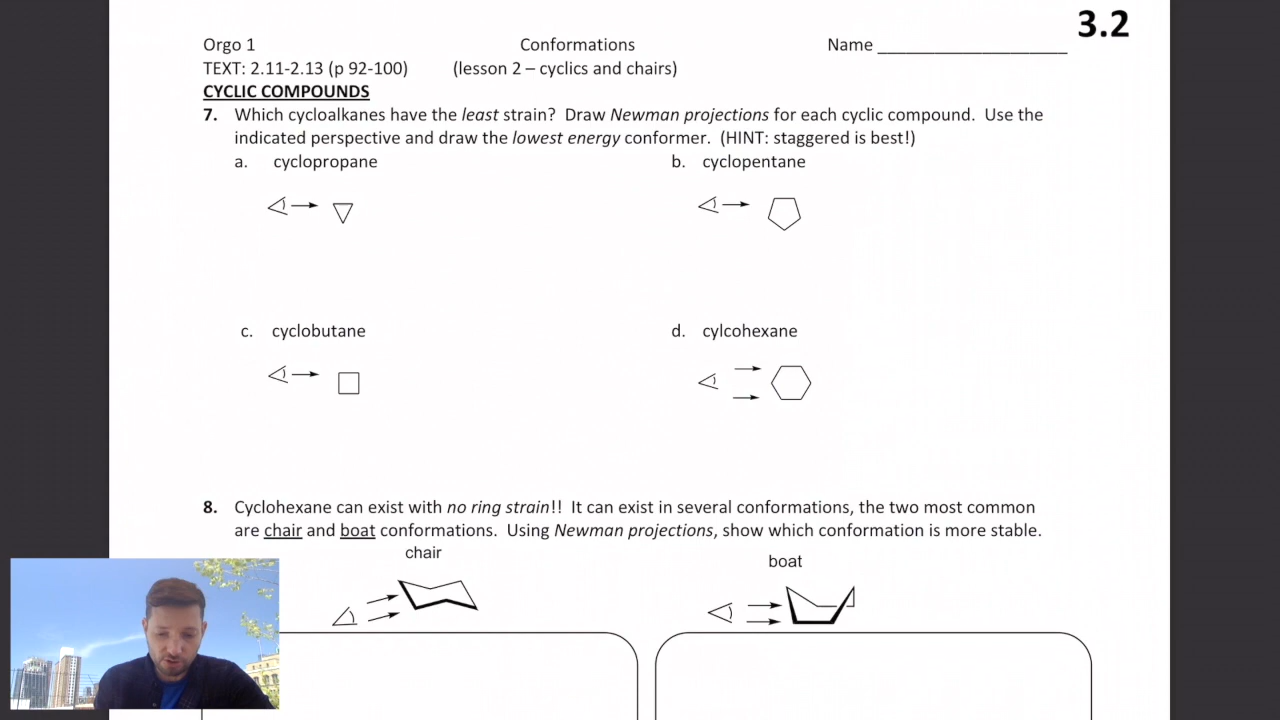 3.2
Orgo 1 Conformations Name ____________________
TEXT: 2.11-2.13 (p 92-100) (lesson 2 – cyclics and chairs)
CYCLIC COMPOUNDS
7. Which cycloalkanes have the least strain? Draw Newman projections for each cyclic compound. Use the
indicated perspective and draw the lowest energy conformer. (HINT: staggered is best!)
a. cyclopropane b. cyclopentane
c. cyclobutane d. cylcohexane
8. Cyclohexane can exist with no ring strain!! It can exist in several conformations, the two most common
are chair and boat conformations. Using Newman projections, show which conformation is more stable.
chair boat